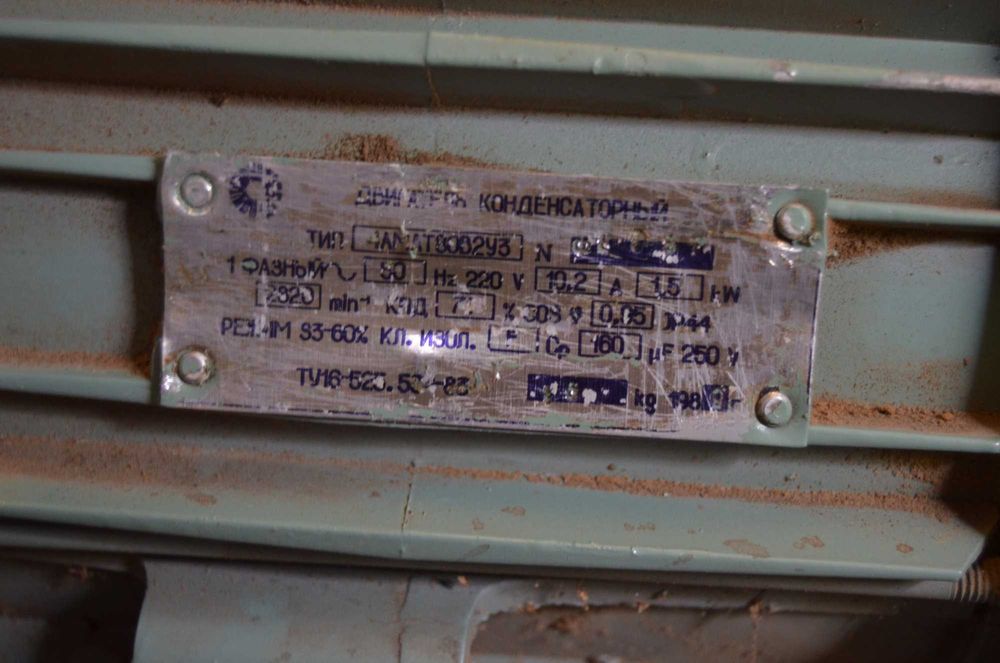 ДВИГАТЕЛЬ КОНДЕНСАТОРНЫЙ
ТИП N
1 ФАЗНЫЙ ~ 50 Hz 220 V 10.2 A 1,5 kW
2820 min⁻¹ КПД % COS φ 0,95 IP44
РЕЖИМ S3-60% КЛ. ИЗОЛ. F Cр 160 µF 250 V
kg 198 г